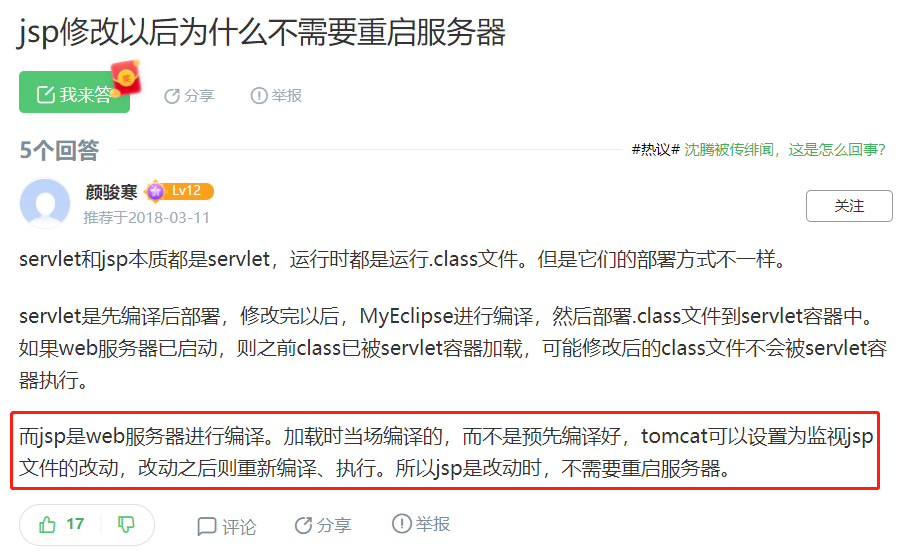 jsp修改以后为什么不需要重启服务器
我来答
奖
分享
举报
5个回答
#热议# 沈腾被传绯闻，这是怎么回事?
颜骏寒 Lv12
推荐于2018-03-11
关注
servlet和jsp本质都是servlet，运行时都是运行.class文件。但是它们的部署方式不一样。
servlet是先编译后部署，修改完以后，MyEclipse进行编译，然后部署.class文件到servlet容器中。
如果web服务器已启动，则之前class已被servlet容器加载，可能修改后的class文件不会被servlet容
器执行。
而jsp是web服务器进行编译。加载时当场编译的，而不是预先编译好，tomcat可以设置为监视jsp
文件的改动，改动之后则重新编译、执行。所以jsp是改动时，不需要重启服务器。
17
评论
分享
举报